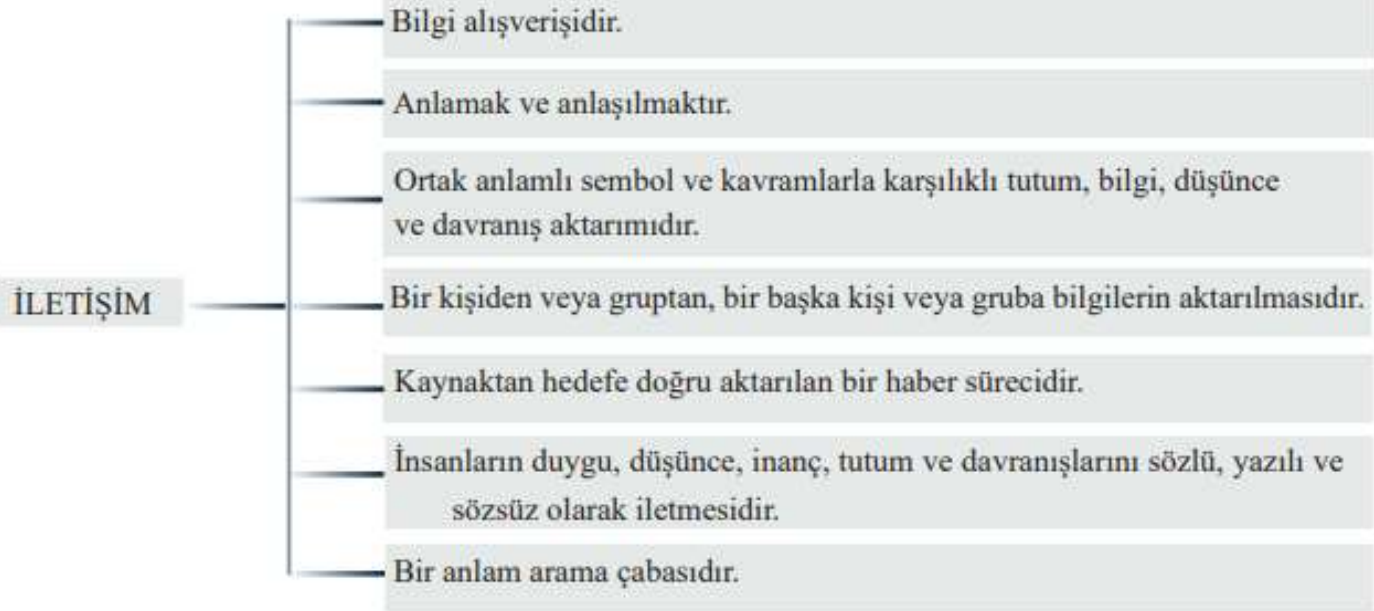 Bilgi alışverişidir.
Anlamak ve anlaşılmaktır.
Ortak anlamlı sembol ve kavramlarla karşılıklı tutum, bilgi, düşünce
ve davranış aktarımıdır.
İLETİŞİM
Bir kişiden veya gruptan, bir başka kişi veya gruba bilgilerin aktarılmasıdır.
Kaynaktan hedefe doğru aktarılan bir haber sürecidir.
İnsanların duygu, düşünce, inanç, tutum ve davranışlarını sözlü, yazılı ve
sözsüz olarak iletmesidir.
Bir anlam arama çabasıdır.